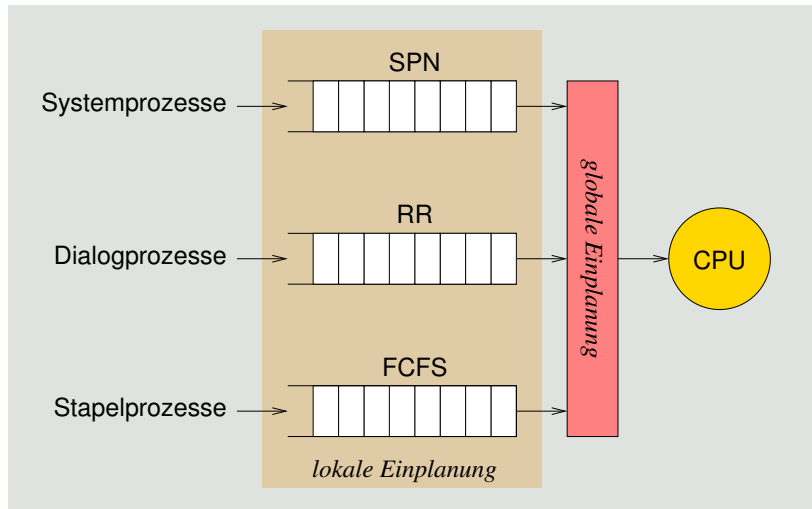 SPN
Systemprozesse
RR
Dialogprozesse
FCFS
Stapelprozesse
lokale Einplanung
globale Einplanung
CPU